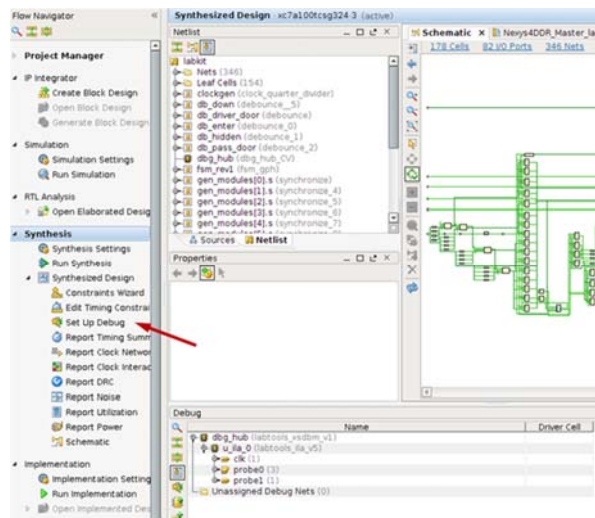 Flow Navigator
Project Manager
IP Integrator
Create Block Design
Open Block Design
Generate Block Design
Simulation
Simulation Settings
Run Simulation
RTL Analysis
Open Elaborated Desig
Synthesis
Synthesis Settings
Run Synthesis
Synthesized Design
Constraints Wizard
Edit Timing Constrai
Set Up Debug
Report Timing Summ
Report Clock Networ
Report Clock Interac
Report DRC
Report Noise
Report Utilization
Report Power
Schematic
Implementation
Implementation Setting
Run Implementation
Open Implemented Des
Synthesized Design - xc7a100tcsg324-3 (active)
Netlist
labkit
Nets (346)
Leaf Cells (154)
clockgen (clock_quarter_divider)
db_down (debounce__5)
db_driver_door (debounce)
db_enter (debounce_0)
db_hidden (debounce_1)
db_pass_door (debounce_2)
dbg_hub (dbg_hub_CV)
fsm_rev1 (fsm_gph)
gen_modules[0].s (synchronize)
gen_modules[1].s (synchronize_4)
gen_modules[2].s (synchronize_5)
gen_modules[3].s (synchronize_6)
gen_modules[4].s (synchronize_7)
Sources Netlist
Properties
Schematic Nexys4DDR_Master_la
178 Cells 82 I/O Ports 346 Nets
Debug
Name Driver Cell
dbg_hub (labtools_xsdbm_v1)
u_ila_0 (labtools_ila_v5)
clk (1)
probe0 (3)
probe1 (1)
Unassigned Debug Nets (0)